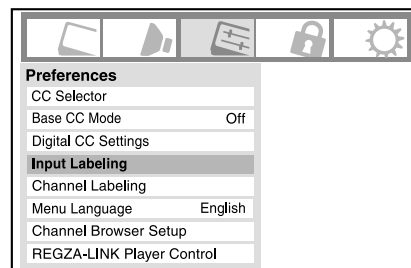 Preferences
CC Selector
Base CC Mode Off
Digital CC Settings
Input Labeling
Channel Labeling
Menu Language English
Channel Browser Setup
REGZA-LINK Player Control